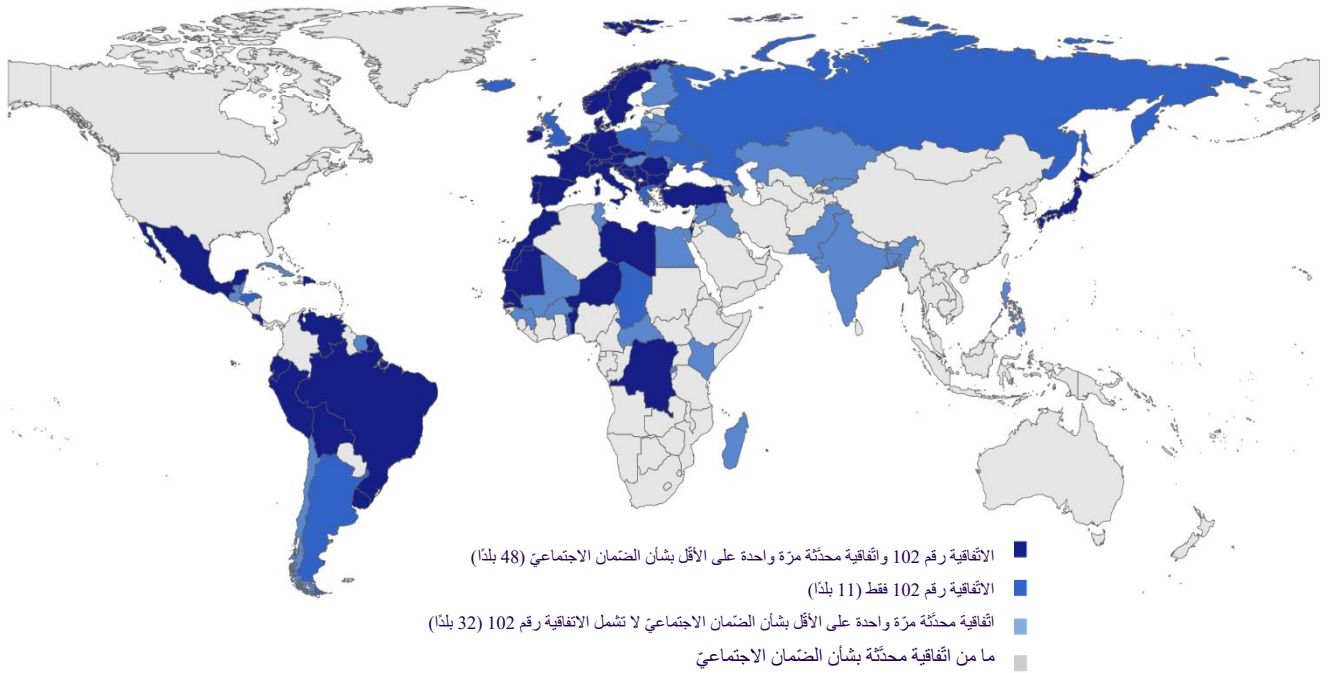 الاتّفاقية رقم 102 واتّفاقية محدَّثة مرّة واحدة على الأقّل بشأن الضّمان الاجتماعيّ (48 بلدًا)
الاتّفاقية رقم 102 فقط (11 بلدًا)
اتّفاقية محدَّثة مرّة واحدة على الأقّل بشأن الضّمان الاجتماعيّ لا تشمل الاتفاقية رقم 102 (32 بلدًا)
ما من اتّفاقية محدَّثة بشأن الضّمان الاجتماعيّ